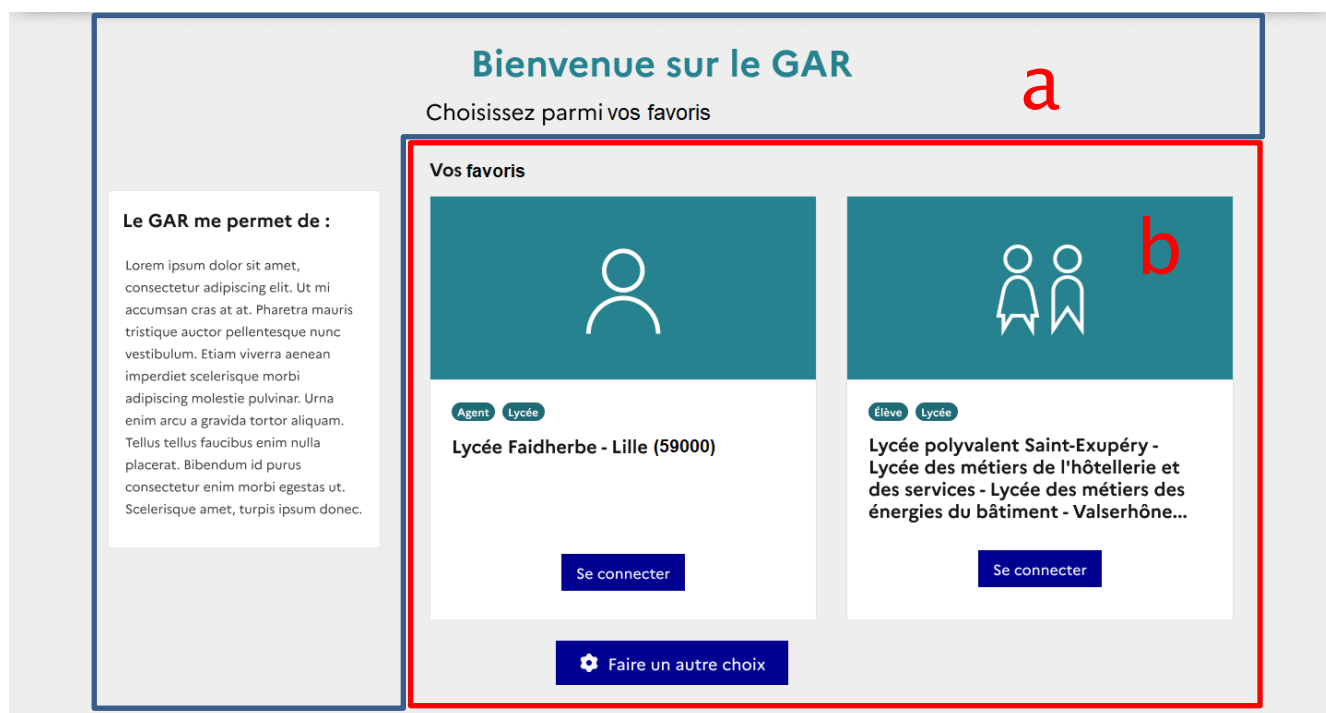 Bienvenue sur le GAR
a
Choisissez parmi vos favoris
Le GAR me permet de :
Lorem ipsum dolor sit amet,
consectetur adipiscing elit. Ut mi
accumsan cras at at. Pharetra mauris
tristique auctor pellentesque nunc
vestibulum. Etiam viverra aenean
imperdiet scelerisque morbi
adipiscing molestie pulvinar. Urna
enim arcu a gravida tortor aliquam.
Tellus tellus faucibus enim nulla
placerat. Bibendum id purus
consectetur enim morbi egestas ut.
Scelerisque amet, turpis ipsum donec.
Vos favoris
b
Agent Lycée
Lycée Faidherbe - Lille (59000)
Se connecter
Élève Lycée
Lycée polyvalent Saint-Exupéry -
Lycée des métiers de l'hôtellerie et
des services - Lycée des métiers des
énergies du bâtiment - Valserhône...
Se connecter
Faire un autre choix